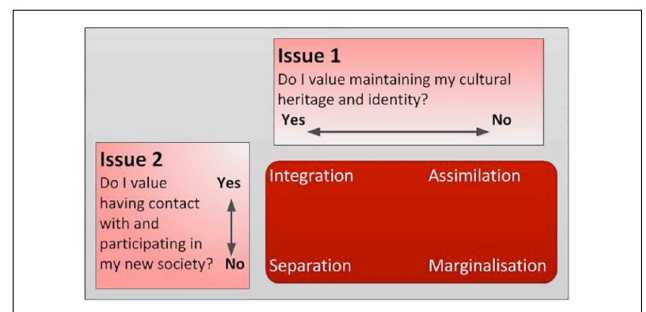 Issue 1
Do I value maintaining my cultural
heritage and identity?
Yes No
Issue 2
Do I value Yes
having contact
with and
participating in
my new society? No
Integration Assimilation
Separation Marginalisation